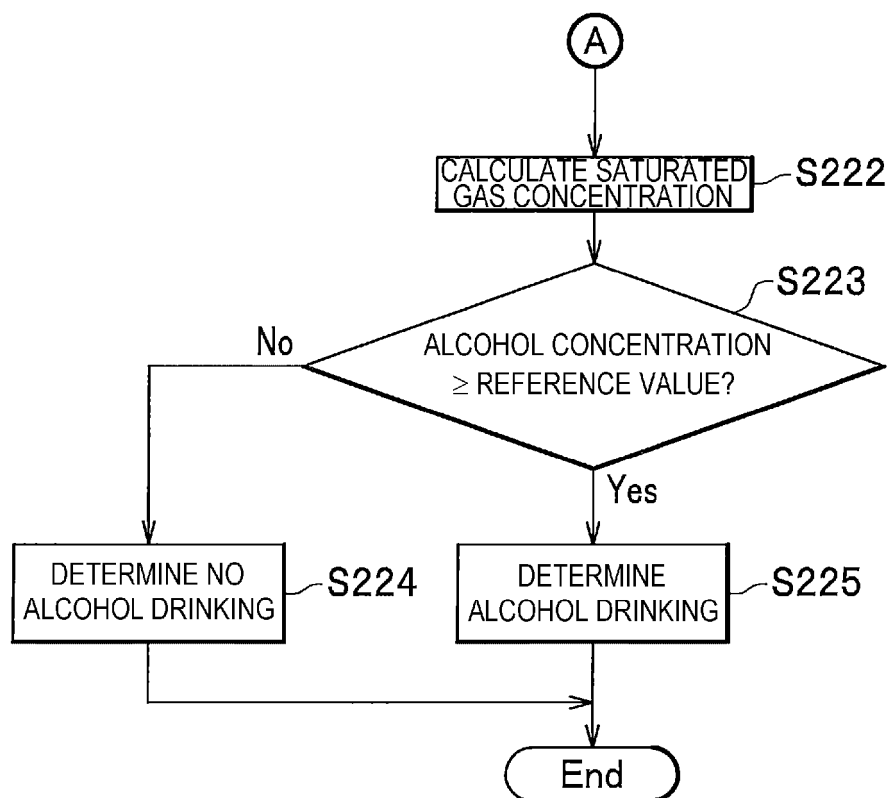 A
CALCULATE SATURATED
GAS CONCENTRATION
S222
S223
ALCOHOL CONCENTRATION
≥ REFERENCE VALUE?
No
Yes
DETERMINE NO
ALCOHOL DRINKING
S224
DETERMINE
ALCOHOL DRINKING
S225
End